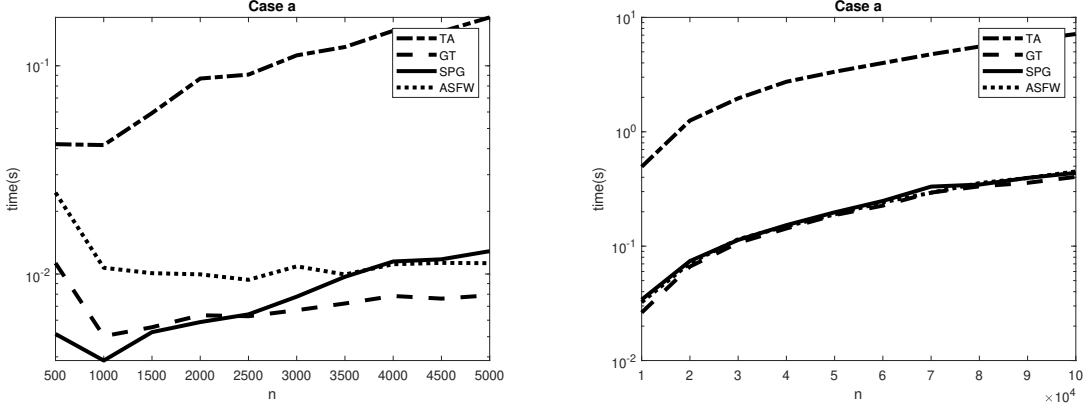 Case a
time(s)
10^-1
10^-2
TA
GT
SPG
ASFW
500 1000 1500 2000 2500 3000 3500 4000 4500 5000
n
Case a
time(s)
10^1
10^0
10^-1
10^-2
TA
GT
SPG
ASFW
1 2 3 4 5 6 7 8 9 10
n
×10^4